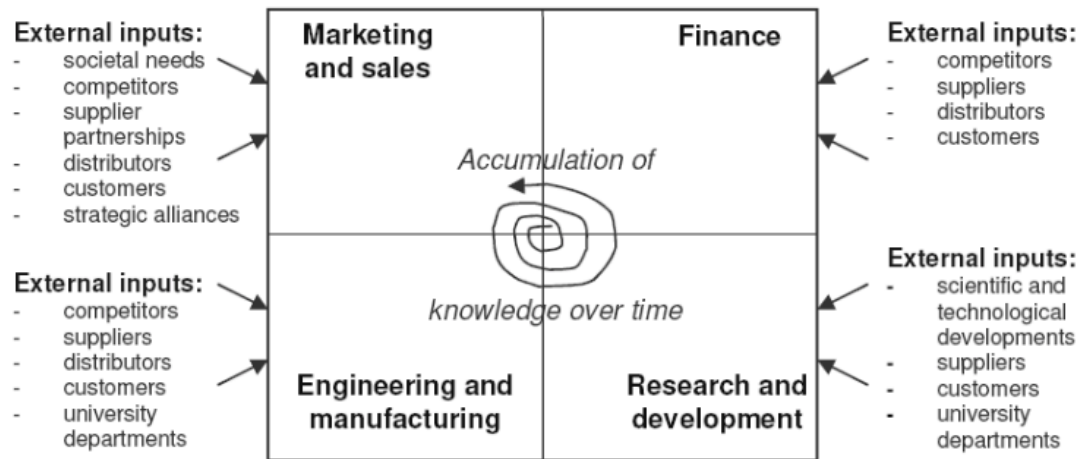 External inputs:
- societal needs
- competitors
- supplier
partnerships
- distributors
- customers
- strategic alliances
Marketing
and sales
Finance
External inputs:
- competitors
- suppliers
- distributors
- customers
Accumulation of
knowledge over time
External inputs:
- competitors
- suppliers
- distributors
- customers
- university
departments
Engineering and
manufacturing
Research and
development
External inputs:
- scientific and
technological
developments
- suppliers
- customers
- university
departments